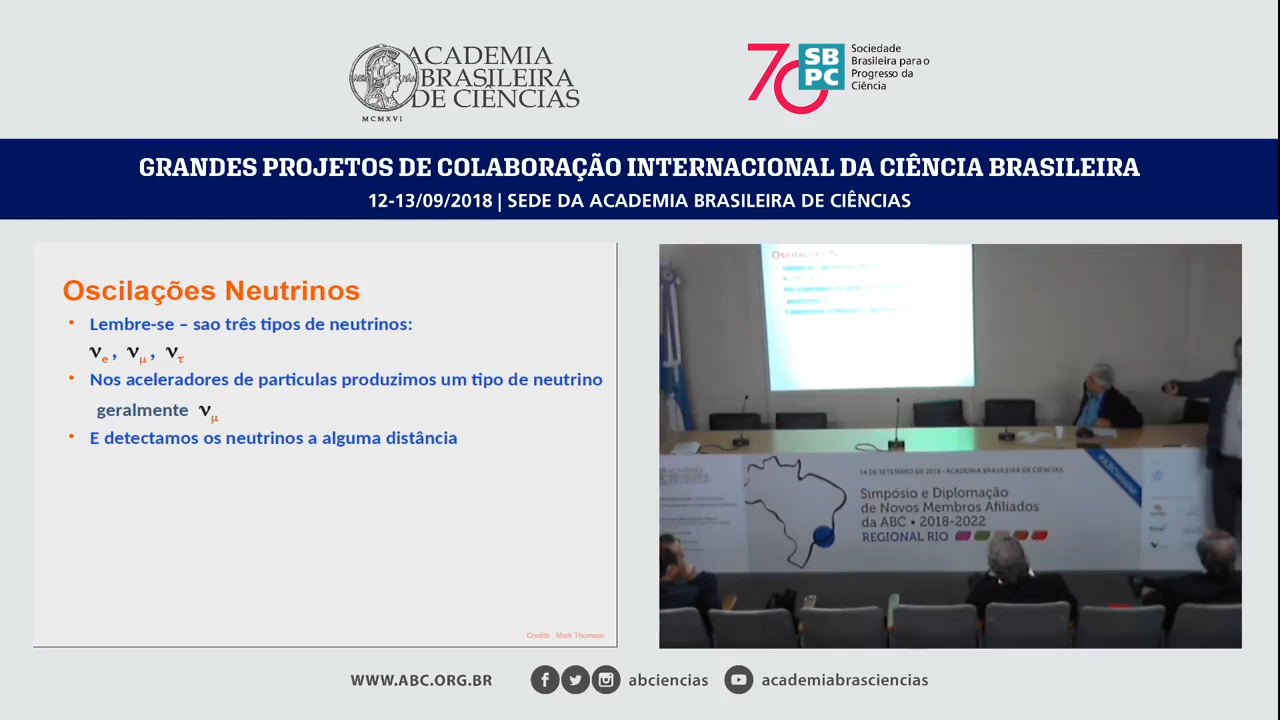 ACADEMIA
BRASILEIRA
DE CIÊNCIAS
MCMXVI
70
SB
PC
Sociedade
Brasileira para o
Progresso da
Ciência
GRANDES PROJETOS DE COLABORAÇÃO INTERNACIONAL DA CIÊNCIA BRASILEIRA
12-13/09/2018 | SEDE DA ACADEMIA BRASILEIRA DE CIÊNCIAS
Oscilações Neutrinos
• Lembre-se – sao três tipos de neutrinos:
νe , νμ , ντ
• Nos aceleradores de particulas produzimos um tipo de neutrino
geralmente νμ
• E detectamos os neutrinos a alguma distância
Credits : Mark Thomson
Oscilações
14 DE SETEMBRO DE 2018 • ACADEMIA BRASILEIRA DE CIÊNCIAS
Simpósio e Diplomação
de Novos Membros Afiliados
da ABC • 2018-2022
REGIONAL RIO
WWW.ABC.ORG.BR
abciencias
academiabrasciencias